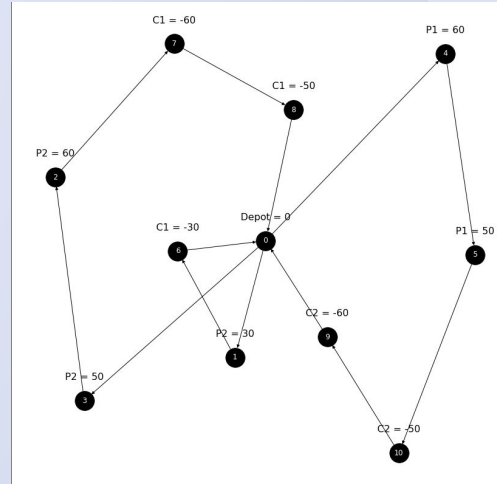 C1 = -60
7
P1 = 60
4
C1 = -50
8
P2 = 60
2
Depot = 0
0
C1 = -30
6
P1 = 50
5
C2 = -60
9
P2 = 30
1
P2 = 50
3
C2 = -50
10